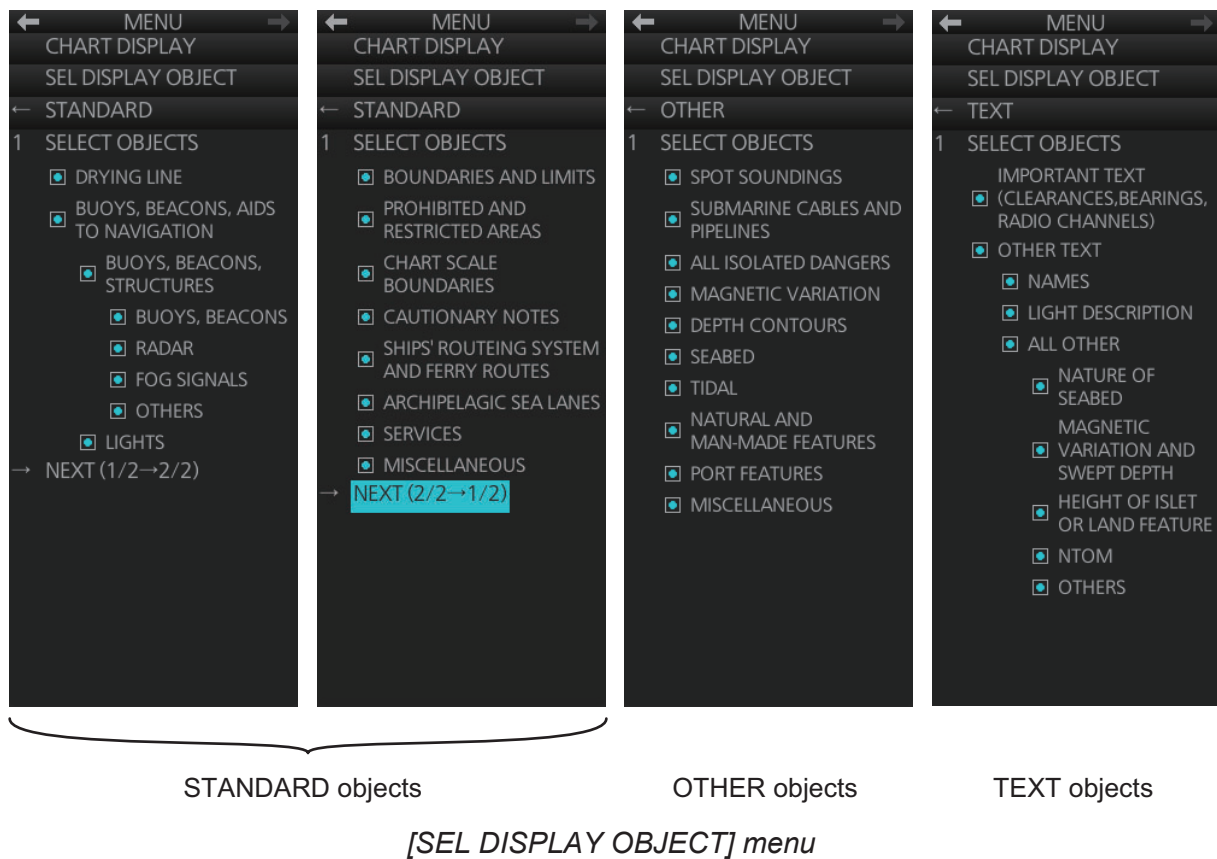 ← MENU →
CHART DISPLAY
SEL DISPLAY OBJECT
← STANDARD
1 SELECT OBJECTS
DRYING LINE
BUOYS, BEACONS, AIDS
TO NAVIGATION
BUOYS, BEACONS,
STRUCTURES
BUOYS, BEACONS
RADAR
FOG SIGNALS
OTHERS
LIGHTS
→ NEXT (1/2→2/2)
← MENU →
CHART DISPLAY
SEL DISPLAY OBJECT
← STANDARD
1 SELECT OBJECTS
BOUNDARIES AND LIMITS
PROHIBITED AND
RESTRICTED AREAS
CHART SCALE
BOUNDARIES
CAUTIONARY NOTES
SHIPS' ROUTEING SYSTEM
AND FERRY ROUTES
ARCHIPELAGIC SEA LANES
SERVICES
MISCELLANEOUS
→ NEXT (2/2→1/2)
← MENU →
CHART DISPLAY
SEL DISPLAY OBJECT
← OTHER
1 SELECT OBJECTS
SPOT SOUNDINGS
SUBMARINE CABLES AND
PIPELINES
ALL ISOLATED DANGERS
MAGNETIC VARIATION
DEPTH CONTOURS
SEABED
TIDAL
NATURAL AND
MAN-MADE FEATURES
PORT FEATURES
MISCELLANEOUS
← MENU →
CHART DISPLAY
SEL DISPLAY OBJECT
← TEXT
1 SELECT OBJECTS
IMPORTANT TEXT
(CLEARANCES,BEARINGS,
RADIO CHANNELS)
OTHER TEXT
NAMES
LIGHT DESCRIPTION
ALL OTHER
NATURE OF
SEABED
MAGNETIC
VARIATION AND
SWEPT DEPTH
HEIGHT OF ISLET
OR LAND FEATURE
NTOM
OTHERS
STANDARD objects
OTHER objects
TEXT objects
[SEL DISPLAY OBJECT] menu